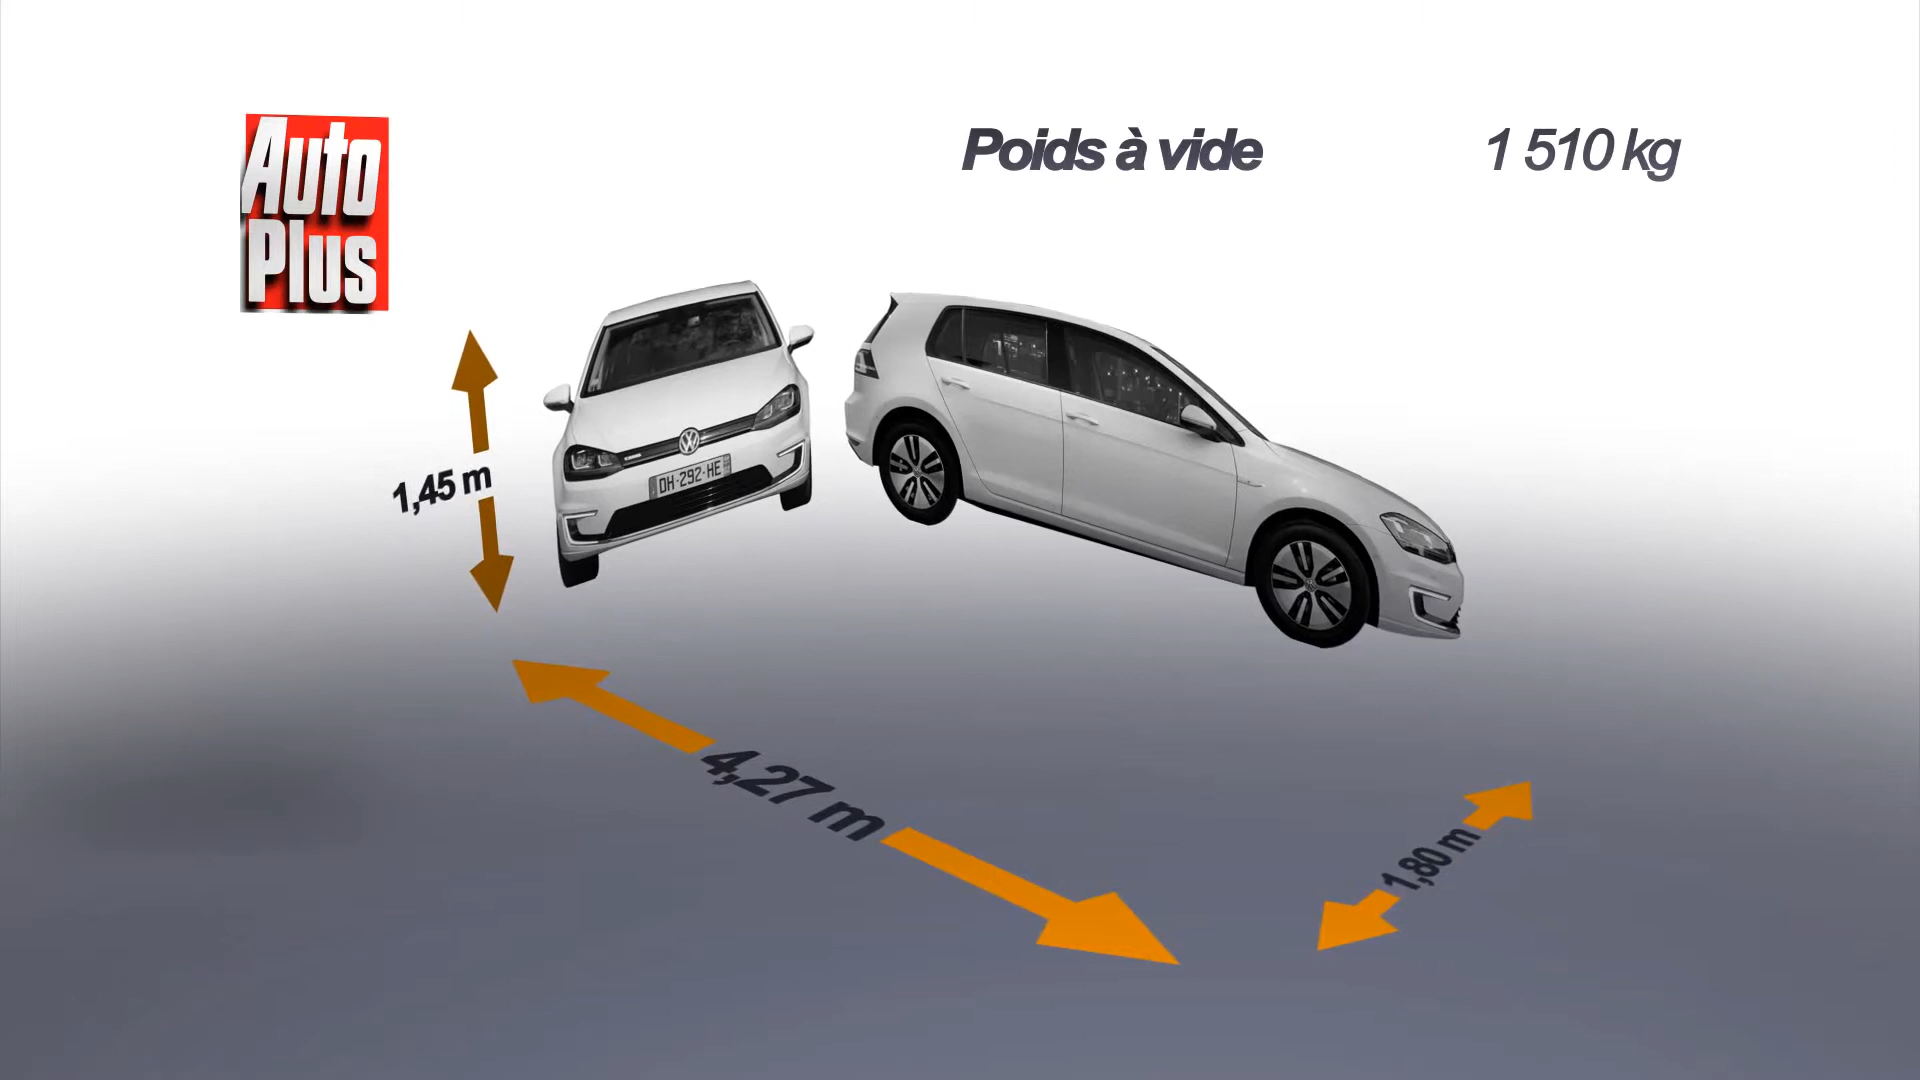 Auto
Plus
Poids à vide 1 510 kg
1,45 m
DH-292-HE
4,27 m
1,80 m